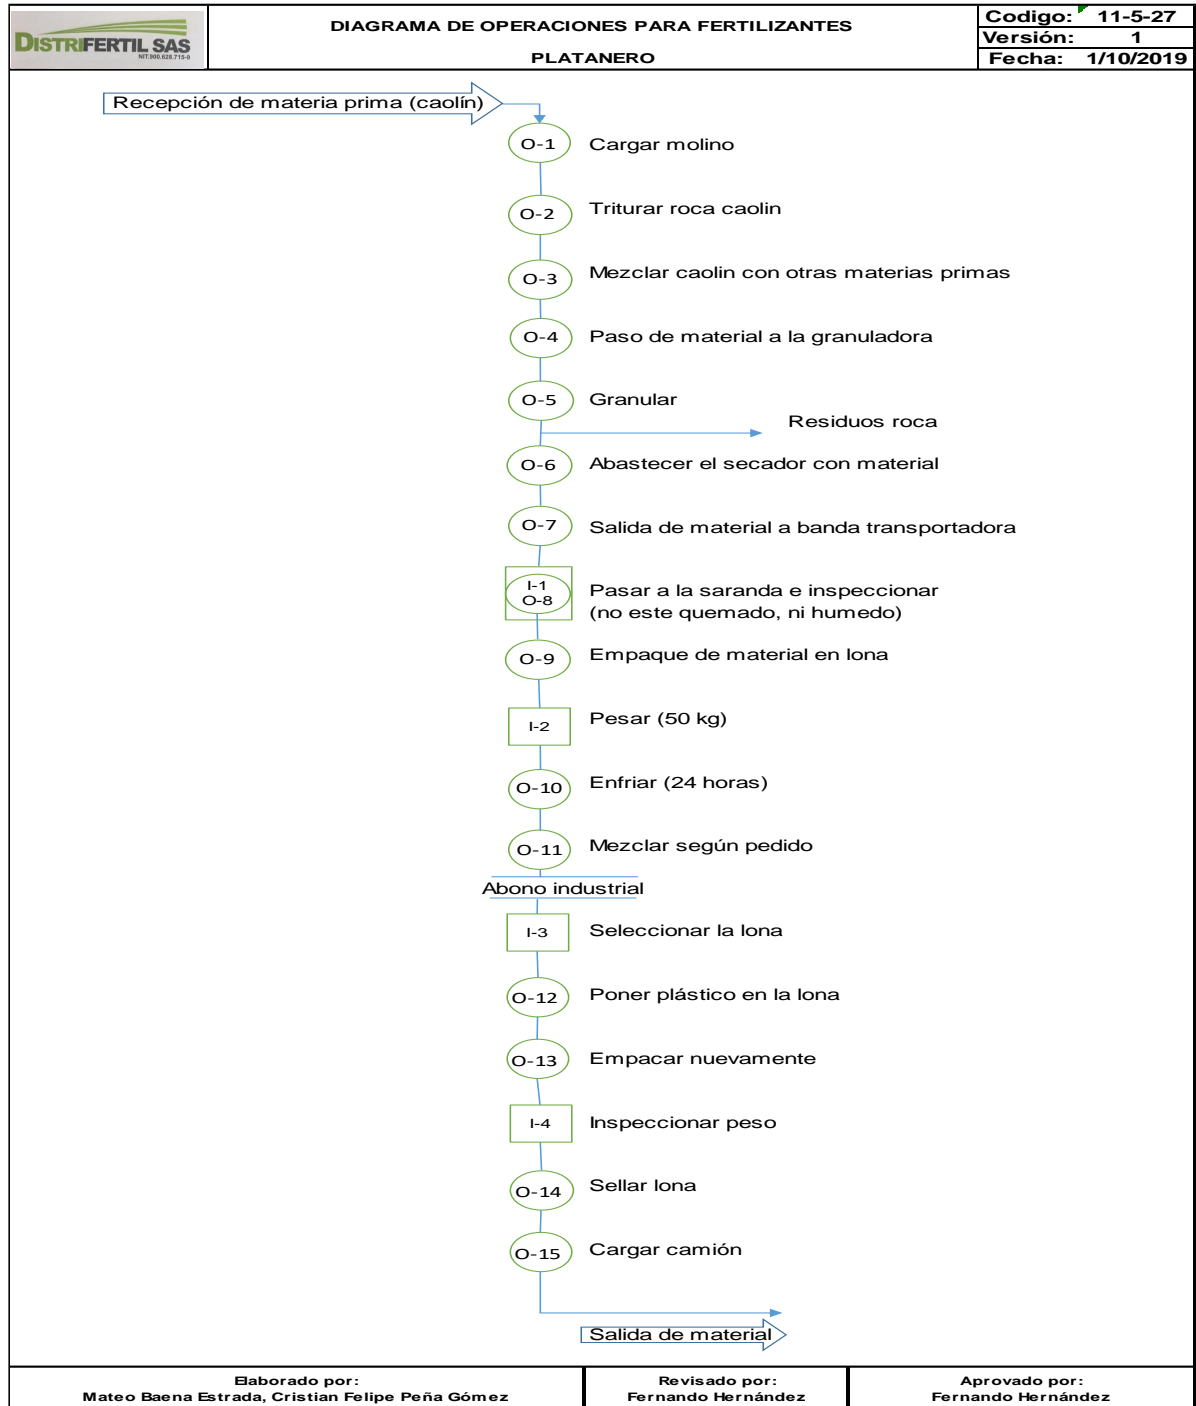 DISTRIFERTIL SAS
NIT.900.628.715-0
DIAGRAMA DE OPERACIONES PARA FERTILIZANTES
PLATANERO
Codigo: 11-5-27
Versión: 1
Fecha: 1/10/2019
Recepción de materia prima (caolín)
O-1 Cargar molino
O-2 Triturar roca caolin
O-3 Mezclar caolin con otras materias primas
O-4 Paso de material a la granuladora
O-5 Granular
Residuos roca
O-6 Abastecer el secador con material
O-7 Salida de material a banda transportadora
I-1
O-8
Pasar a la saranda e inspeccionar
(no este quemado, ni humedo)
O-9 Empaque de material en lona
I-2 Pesar (50 kg)
O-10 Enfriar (24 horas)
O-11 Mezclar según pedido
Abono industrial
I-3 Seleccionar la lona
O-12 Poner plástico en la lona
O-13 Empacar nuevamente
I-4 Inspeccionar peso
O-14 Sellar lona
O-15 Cargar camión
Salida de material
Elaborado por:
Mateo Baena Estrada, Cristian Felipe Peña Gómez
Revisado por:
Fernando Hernández
Aprovado por:
Fernando Hernández